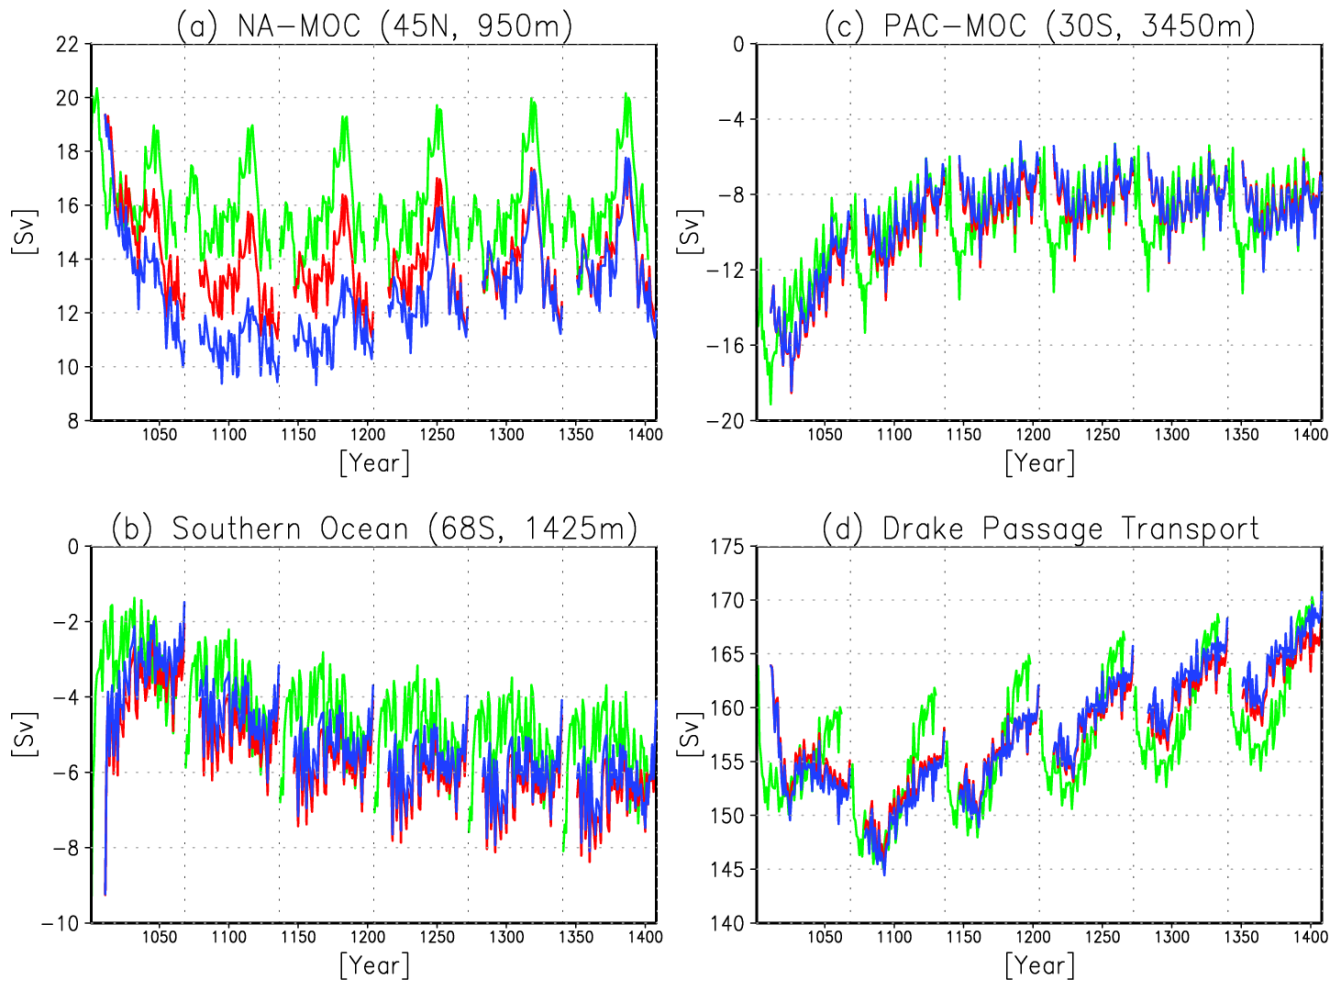 (a) NA-MOC (45N, 950m)
22
20
18
16
14
12
10
8
[Sv]
1050 1100 1150 1200 1250 1300 1350 1400
[Year]
(c) PAC-MOC (30S, 3450m)
0
-4
-8
-12
-16
-20
[Sv]
1050 1100 1150 1200 1250 1300 1350 1400
[Year]
(b) Southern Ocean (68S, 1425m)
0
-2
-4
-6
-8
-10
[Sv]
1050 1100 1150 1200 1250 1300 1350 1400
[Year]
(d) Drake Passage Transport
175
170
165
160
155
150
145
140
[Sv]
1050 1100 1150 1200 1250 1300 1350 1400
[Year]